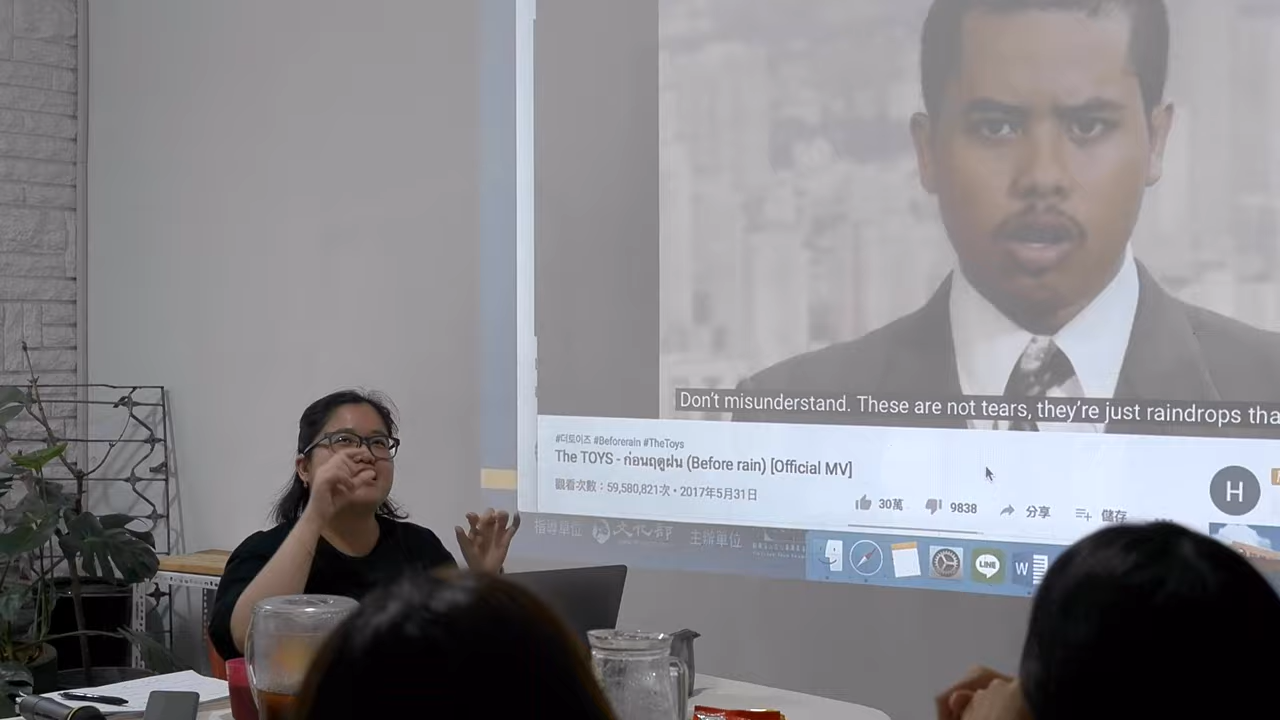 Don't misunderstand. These are not tears, they're just raindrops tha
#더토이즈 #Beforerain #TheToys
The TOYS - ก่อนฤดูฝน (Before rain) [Official MV]
觀看次數：59,580,821次 • 2017年5月31日
30萬 9838 分享 儲存
H
指導單位 文化部 主辦單位
LINE W